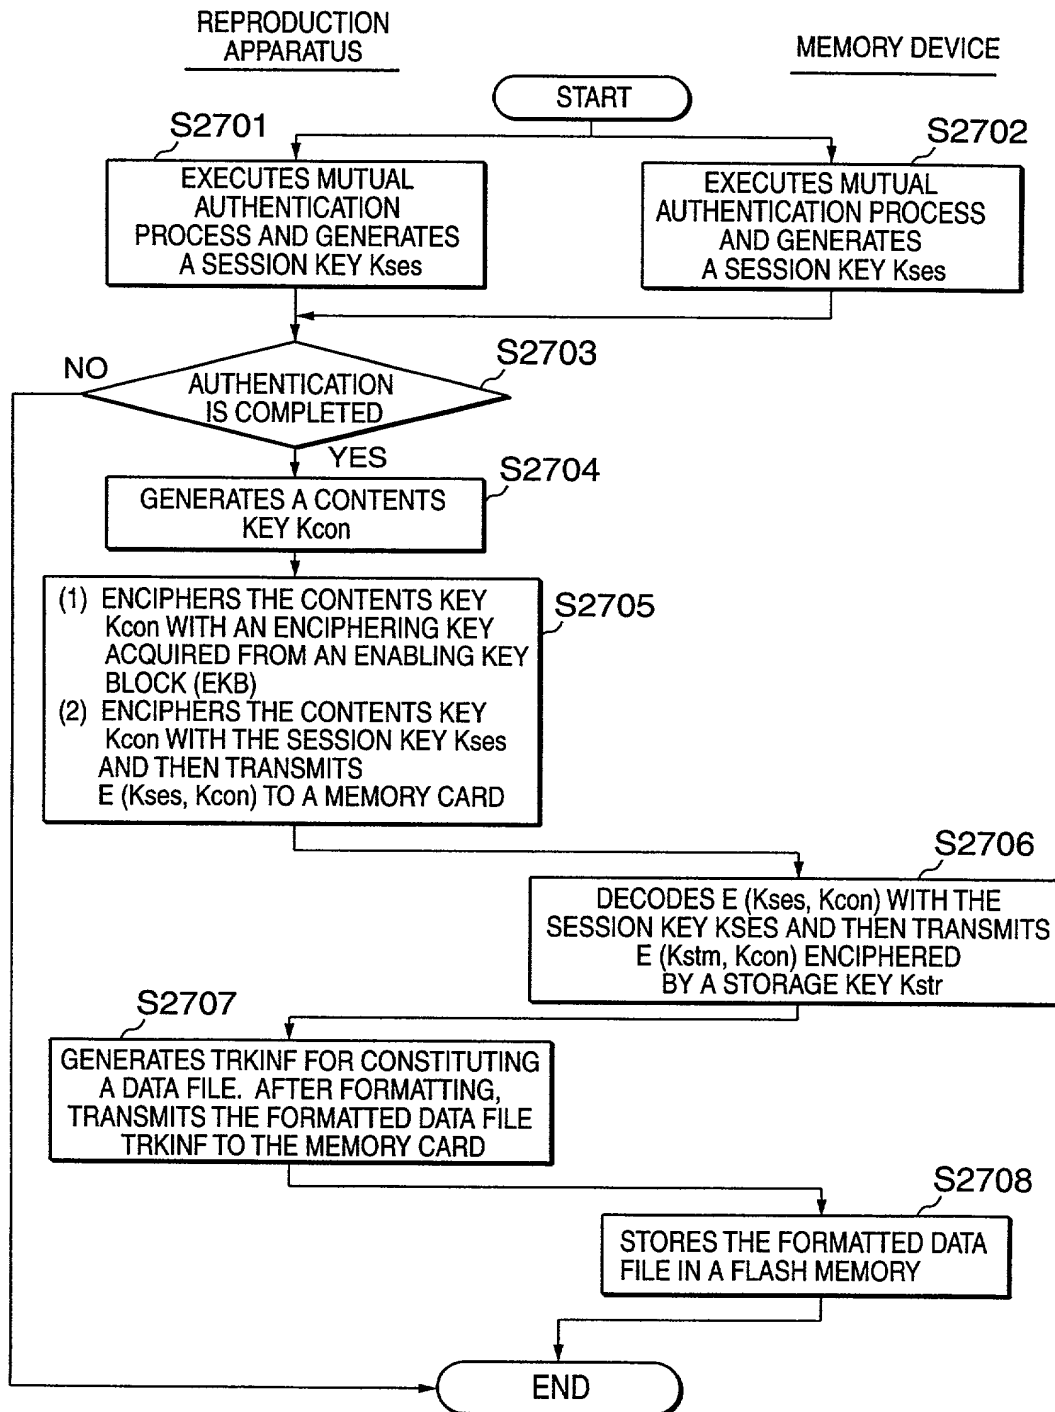 REPRODUCTION
APPARATUS
MEMORY DEVICE
START
S2701
S2702
EXECUTES MUTUAL
AUTHENTICATION
PROCESS AND GENERATES
A SESSION KEY Kses
EXECUTES MUTUAL
AUTHENTICATION PROCESS
AND GENERATES
A SESSION KEY Kses
S2703
NO
AUTHENTICATION
IS COMPLETED
YES
S2704
GENERATES A CONTENTS
KEY Kcon
S2705
(1) ENCIPHERS THE CONTENTS KEY
Kcon WITH AN ENCIPHERING KEY
ACQUIRED FROM AN ENABLING KEY
BLOCK (EKB)
(2) ENCIPHERS THE CONTENTS KEY
Kcon WITH THE SESSION KEY Kses
AND THEN TRANSMITS
E (Kses, Kcon) TO A MEMORY CARD
S2706
DECODES E (Kses, Kcon) WITH THE
SESSION KEY KSES AND THEN TRANSMITS
E (Kstm, Kcon) ENCIPHERED
BY A STORAGE KEY Kstr
S2707
GENERATES TRKINF FOR CONSTITUTING
A DATA FILE. AFTER FORMATTING,
TRANSMITS THE FORMATTED DATA FILE
TRKINF TO THE MEMORY CARD
S2708
STORES THE FORMATTED DATA
FILE IN A FLASH MEMORY
END